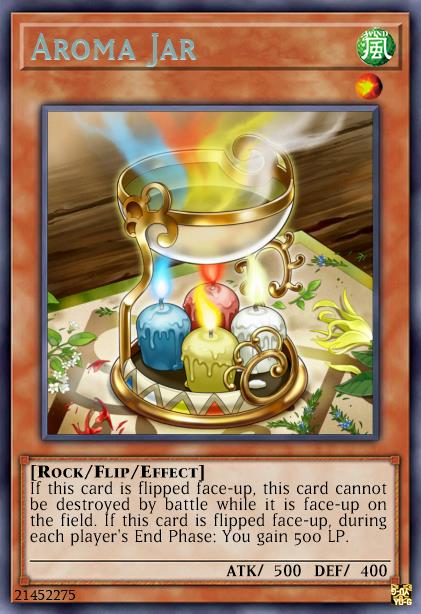 Aroma Jar
WIND
風
[Rock/Flip/Effect]
If this card is flipped face-up, this card cannot
be destroyed by battle while it is face-up on
the field. If this card is flipped face-up, during
each player's End Phase: You gain 500 LP.
ATK/ 500 DEF/ 400
21452275